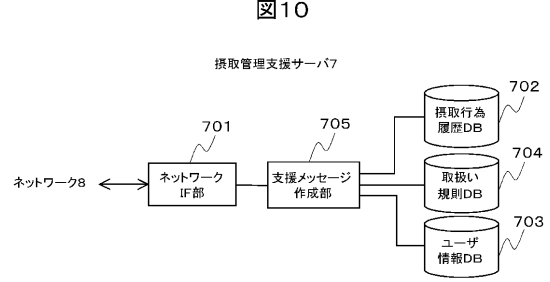 図10
摂取管理支援サーバ7
702
摂取行為
履歴DB
701
705
704
ネットワーク8
ネットワーク
IF部
支援メッセージ
作成部
取扱い
規則DB
703
ユーザ
情報DB